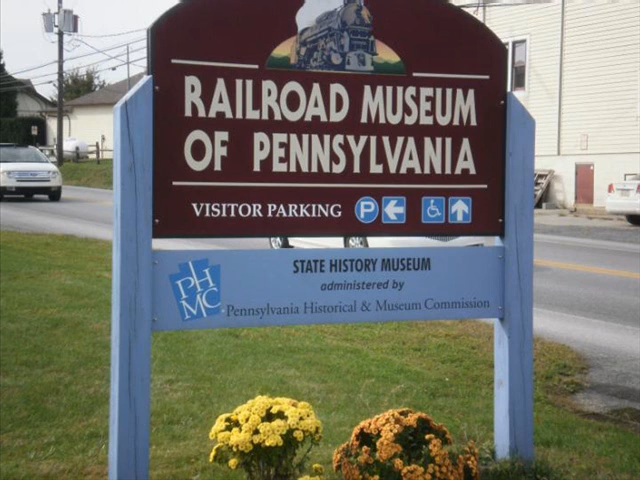 RAILROAD MUSEUM
OF PENNSYLVANIA
VISITOR PARKING P
PHMC
STATE HISTORY MUSEUM
administered by
Pennsylvania Historical & Museum Commission